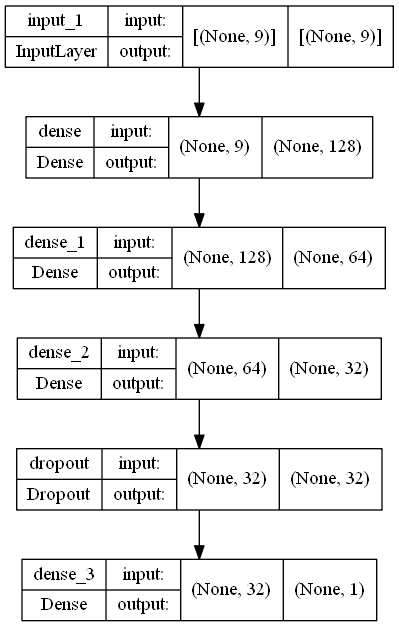 input_1 input:
InputLayer output:
[(None, 9)] [(None, 9)]
dense input:
Dense output:
(None, 9) (None, 128)
dense_1 input:
Dense output:
(None, 128) (None, 64)
dense_2 input:
Dense output:
(None, 64) (None, 32)
dropout input:
Dropout output:
(None, 32) (None, 32)
dense_3 input:
Dense output:
(None, 32) (None, 1)